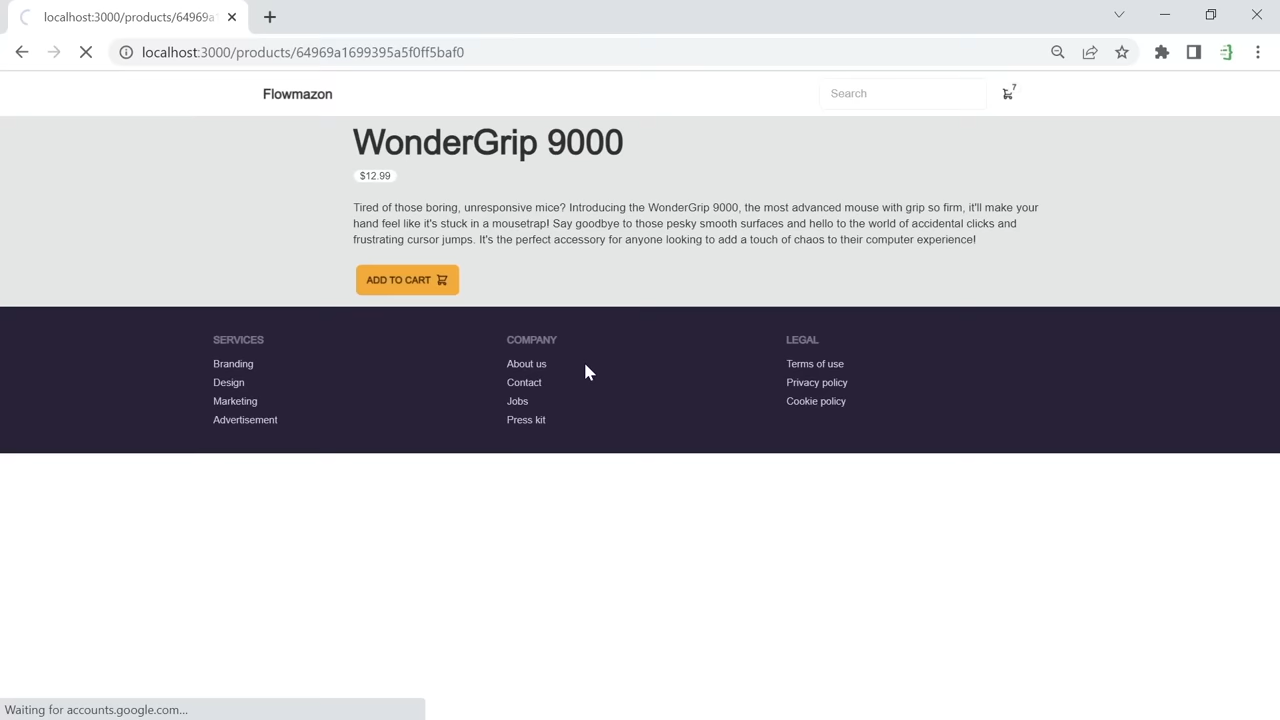 localhost:3000/products/64969a1
localhost:3000/products/64969a1699395a5f0ff5baf0
Flowmazon
Search
7
WonderGrip 9000
$12.99
Tired of those boring, unresponsive mice? Introducing the WonderGrip 9000, the most advanced mouse with grip so firm, it'll make your
hand feel like it's stuck in a mousetrap! Say goodbye to those pesky smooth surfaces and hello to the world of accidental clicks and
frustrating cursor jumps. It's the perfect accessory for anyone looking to add a touch of chaos to their computer experience!
ADD TO CART
SERVICES
Branding
Design
Marketing
Advertisement
COMPANY
About us
Contact
Jobs
Press kit
LEGAL
Terms of use
Privacy policy
Cookie policy
Waiting for accounts.google.com...